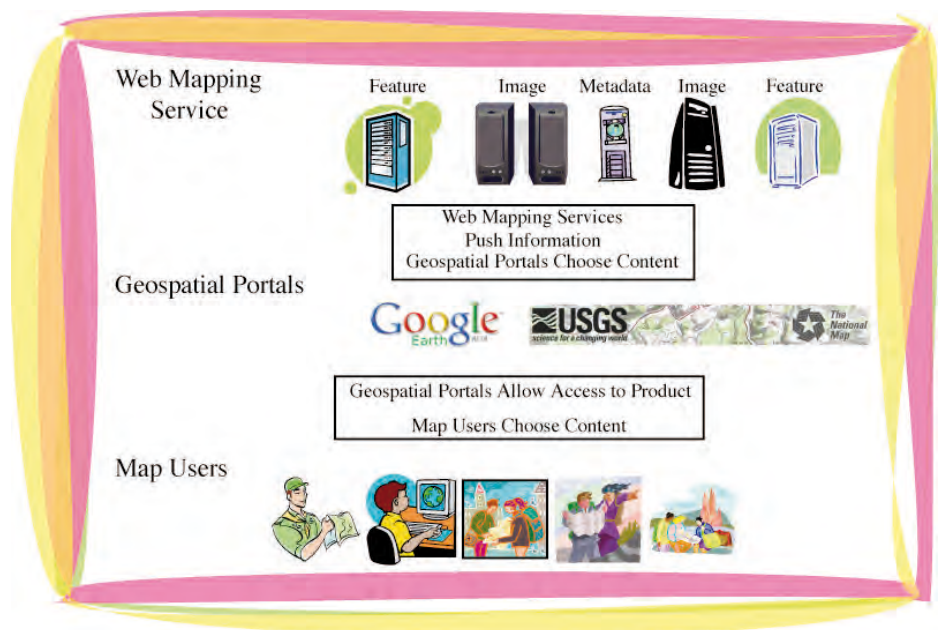 Web Mapping
Service
Feature Image Metadata Image Feature
Web Mapping Services
Push Information
Geospatial Portals Choose Content
Geospatial Portals
Google
Earth BETA
USGS
science for a changing world
The
National
Map
Geospatial Portals Allow Access to Product
Map Users Choose Content
Map Users